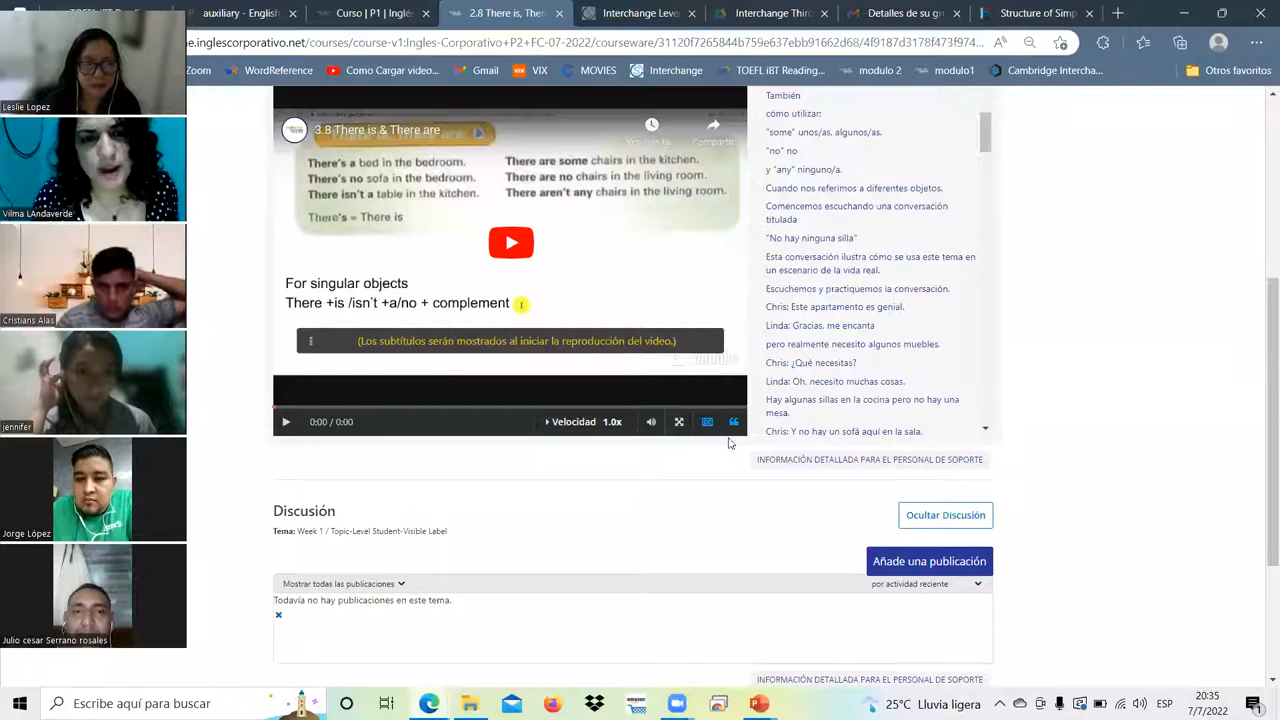 auxiliary - Engl
Curso | P1 | Inglés
2.8 There is, There
Interchange Leve
Interchange Thir
Detalles de su gr
Structure of Simp
ne.inglescorporativo.net/courses/course-v1:Ingles-Corporativo+P2+FC-07-2022/courseware/31120f7265844b759e637ebb91662d68/4f9187d3178f473f974...
Zoom
WordReference
Como Cargar video...
Gmail
VIX
MOVIES
Interchange
TOEFL iBT Reading...
modulo 2
modulo1
Cambridge Intercha...
Otros favoritos
Leslie Lopez
Vilma LAndaverde
Cristians Alas
jennifer
Jorge López
Julio cesar Serrano rosales
3.8 There is & There are
Compartir
There's a bed in the bedroom.
There's no sofa in the bedroom.
There isn't a table in the kitchen.
There's = There is
There are some chairs in the kitchen.
There are no chairs in the living room.
There aren't any chairs in the living room.
For singular objects
There +is /isn't +a/no + complement
(Los subtítulos serán mostrados al iniciar la reproducción del video.)
0:00 / 0:00
Velocidad 1.0x
También
cómo utilizar:
"some" unos/as, algunos/as.
"no" no
y "any" ninguno/a.
Cuando nos referimos a diferentes objetos.
Comencemos escuchando una conversación
titulada
"No hay ninguna silla"
Esta conversación ilustra cómo se usa este tema en
un escenario de la vida real.
Escuchemos y practiquemos la conversación.
Chris: Este apartamento es genial.
Linda: Gracias, me encanta
pero realmente necesito algunos muebles.
Chris: ¿Qué necesitas?
Linda: Oh, necesito muchas cosas.
Hay algunas sillas en la cocina pero no hay una
mesa.
Chris: Y no hay un sofá aquí en la sala.
INFORMACIÓN DETALLADA PARA EL PERSONAL DE SOPORTE
Discusión
Tema: Week 1 / Topic-Level Student-Visible Label
Ocultar Discusión
Añade una publicación
Mostrar todas las publicaciones
por actividad reciente
Todavía no hay publicaciones en este tema.
INFORMACIÓN DETALLADA PARA EL PERSONAL DE SOPORTE
Escribe aquí para buscar
25°C Lluvia ligera
ESP
20:35
7/7/2022